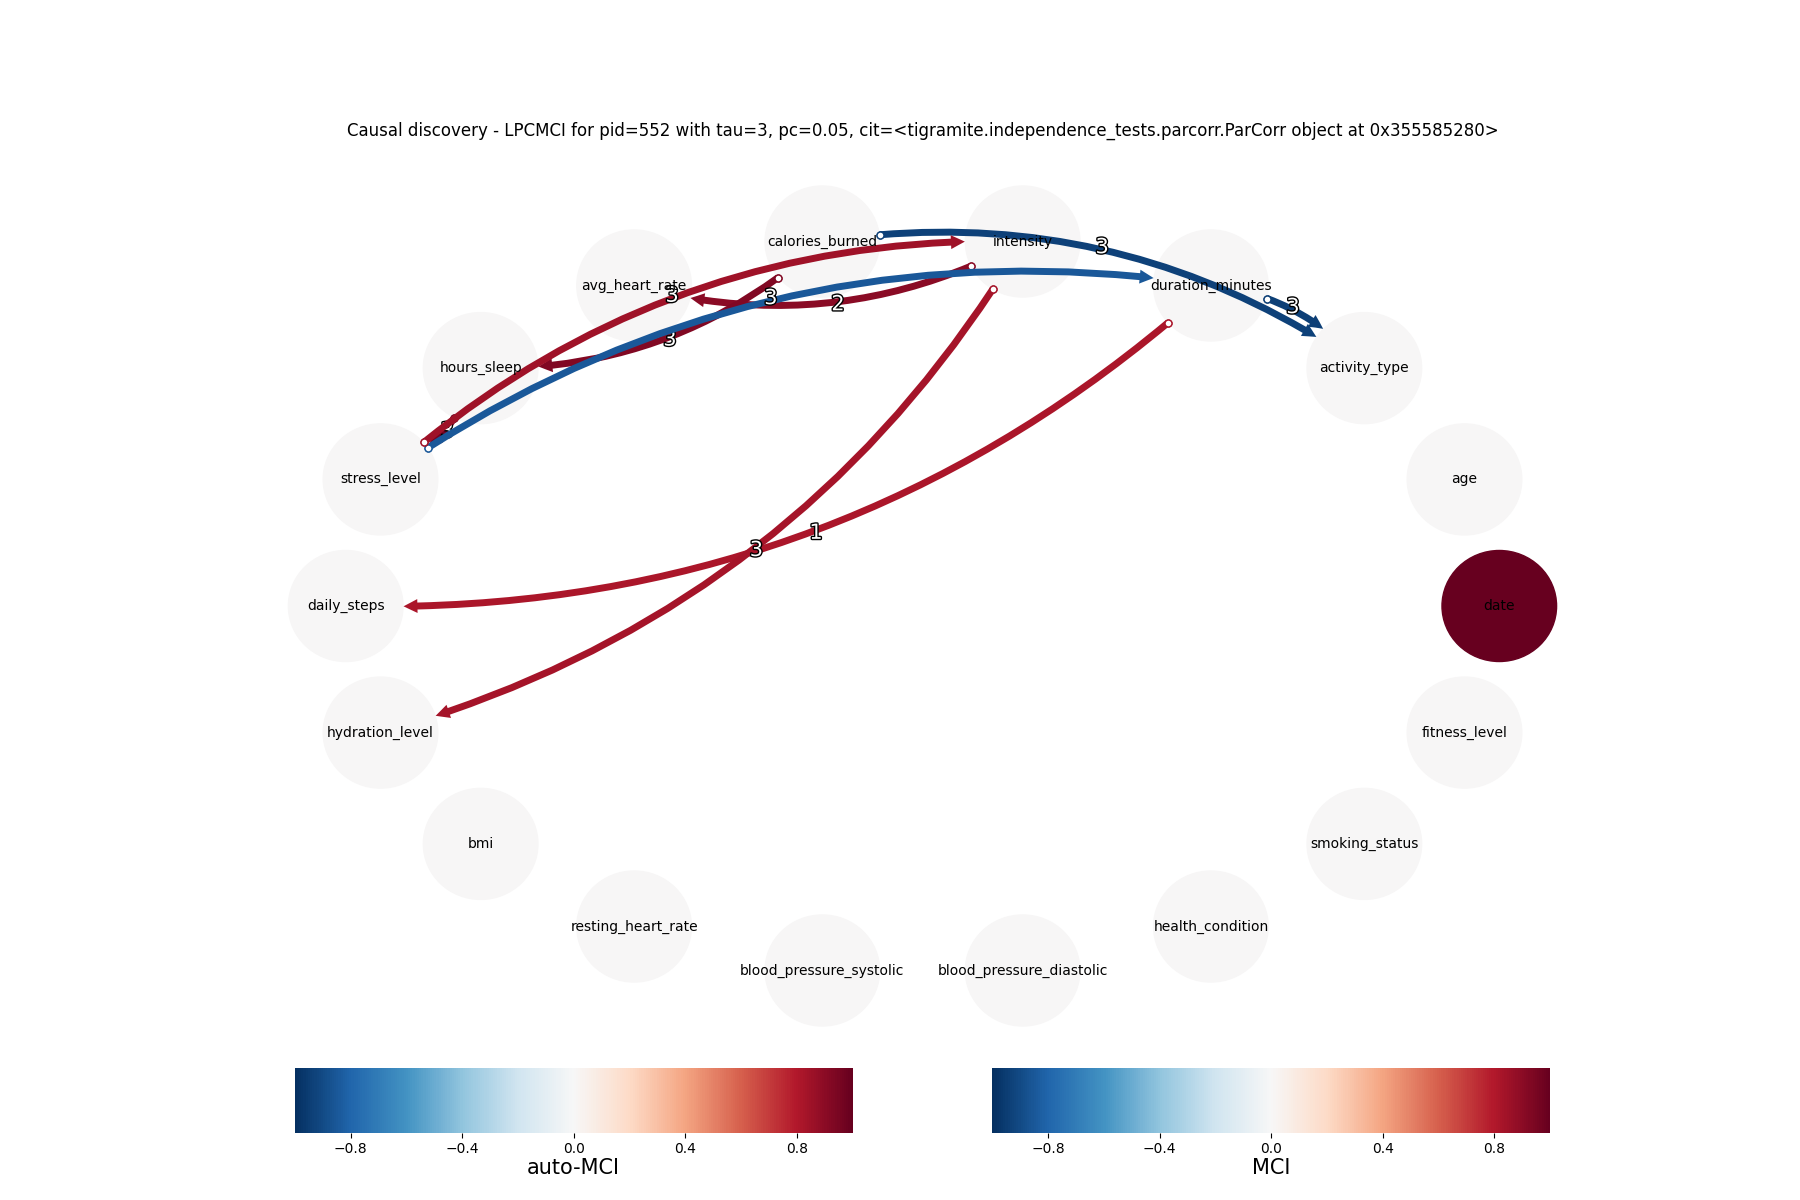 Causal discovery - LPCMCI for pid=552 with tau=3, pc=0.05, cit=<tigramite.independence_tests.parcorr.ParCorr object at 0x355585280>
calories_burned
intensity
3
avg_heart_rate
3
3
2
duration_minutes
3
3
hours_sleep
activity_type
stress_level
age
1
3
daily_steps
date
hydration_level
fitness_level
bmi
smoking_status
resting_heart_rate
health_condition
blood_pressure_systolic
blood_pressure_diastolic
−0.8 −0.4 0.0 0.4 0.8
auto-MCI
−0.8 −0.4 0.0 0.4 0.8
MCI